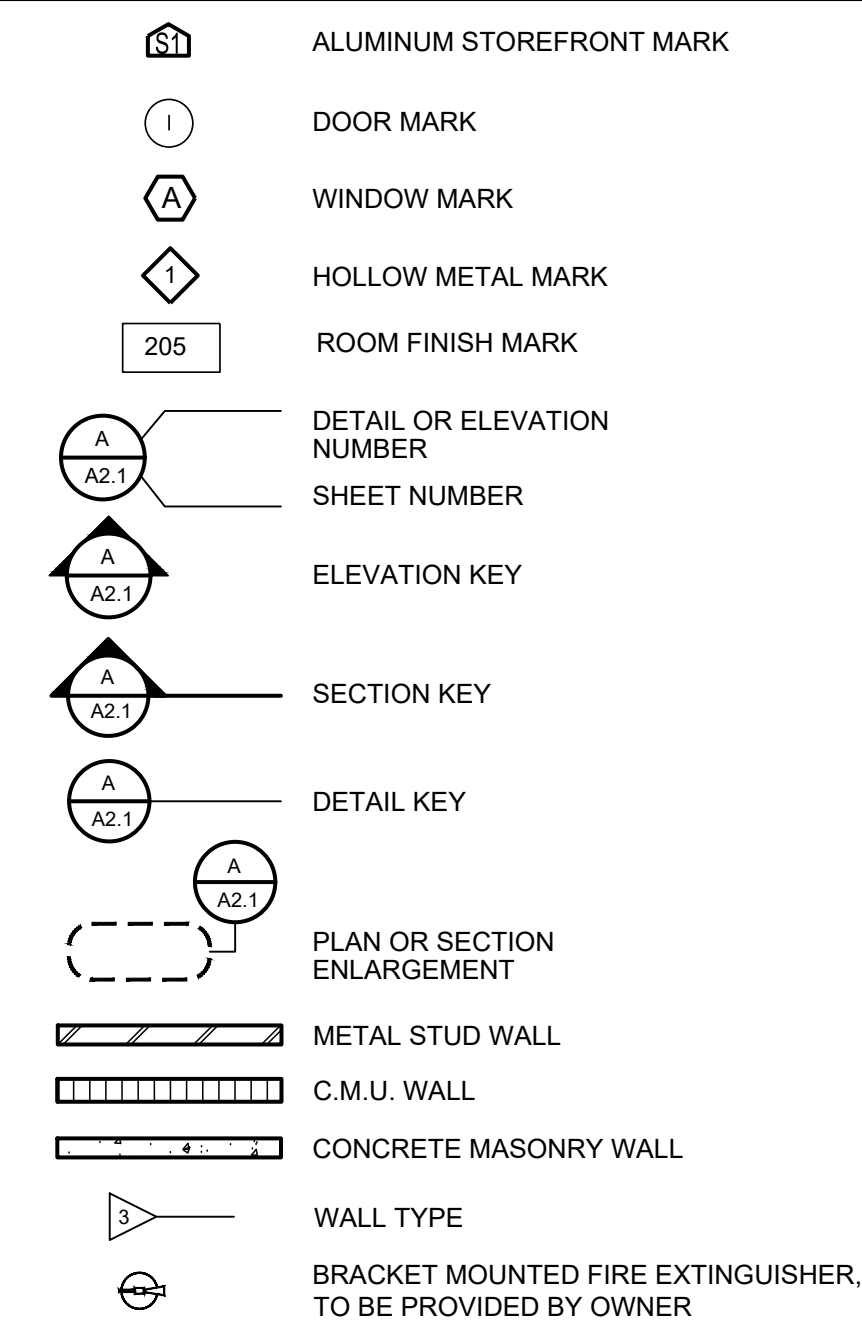 S1 ALUMINUM STOREFRONT MARK
I DOOR MARK
A WINDOW MARK
1 HOLLOW METAL MARK
205 ROOM FINISH MARK
A
A2.1
DETAIL OR ELEVATION
NUMBER
SHEET NUMBER
A
A2.1
ELEVATION KEY
A
A2.1
SECTION KEY
A
A2.1
DETAIL KEY
A
A2.1
PLAN OR SECTION
ENLARGEMENT
METAL STUD WALL
C.M.U. WALL
CONCRETE MASONRY WALL
3 WALL TYPE
BRACKET MOUNTED FIRE EXTINGUISHER,
TO BE PROVIDED BY OWNER